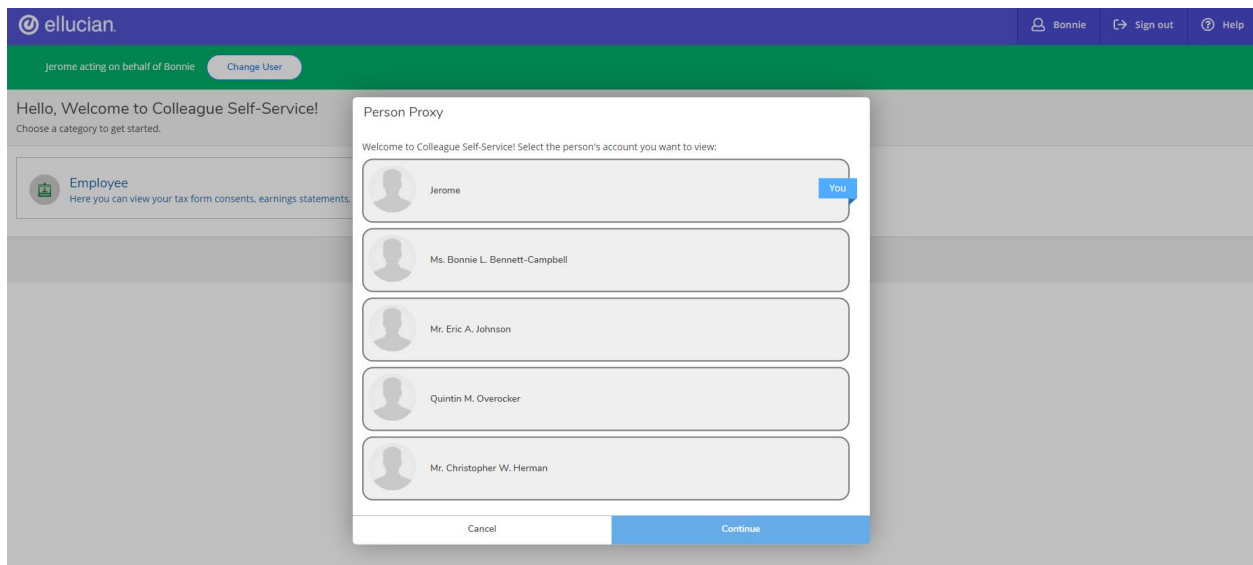 ellucian.
Bonnie
Sign out
Help
Jerome acting on behalf of Bonnie
Change User
Hello, Welcome to Colleague Self-Service!
Choose a category to get started.
Employee
Here you can view your tax form consents, earnings statements,
Person Proxy
Welcome to Colleague Self-Service! Select the person's account you want to view:
Jerome
You
Ms. Bonnie L. Bennett-Campbell
Mr. Eric A. Johnson
Quintin M. Overocker
Mr. Christopher W. Herman
Cancel
Continue